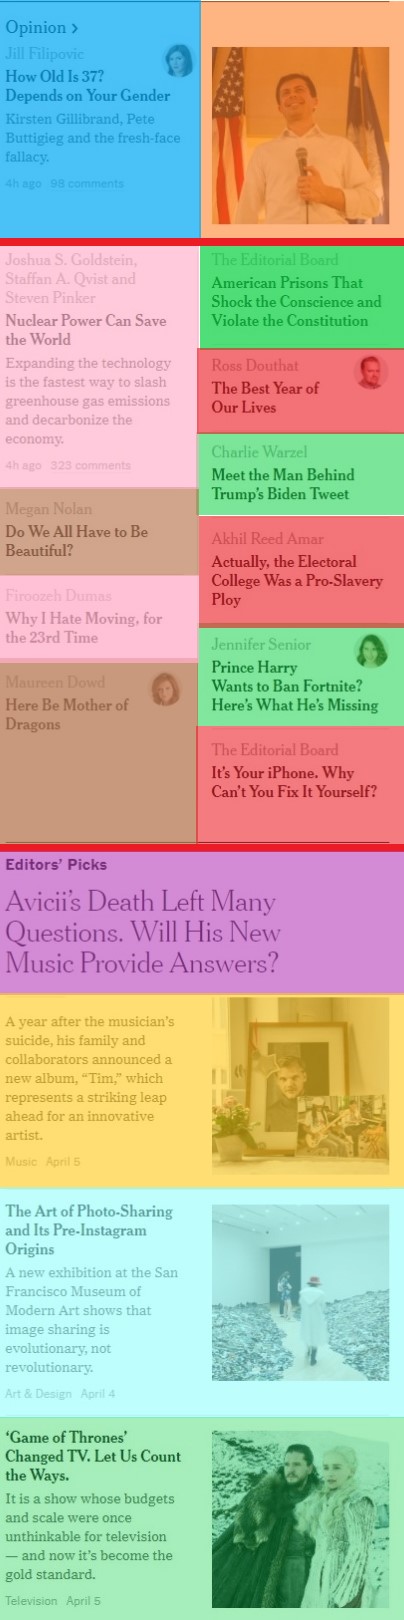 Opinion >
Jill Filipovic
How Old Is 37?
Depends on Your Gender
Kirsten Gillibrand, Pete
Buttigieg and the fresh-face
fallacy.
4h ago 98 comments
Joshua S. Goldstein,
Staffan A. Qvist and
Steven Pinker
Nuclear Power Can Save
the World
Expanding the technology
is the fastest way to slash
greenhouse gas emissions
and decarbonize the
economy.
4h ago 323 comments
Megan Nolan
Do We All Have to Be
Beautiful?
Firoozeh Dumas
Why I Hate Moving, for
the 23rd Time
Maureen Dowd
Here Be Mother of
Dragons
The Editorial Board
American Prisons That
Shock the Conscience and
Violate the Constitution
Ross Douthat
The Best Year of
Our Lives
Charlie Warzel
Meet the Man Behind
Trump's Biden Tweet
Akhil Reed Amar
Actually, the Electoral
College Was a Pro-Slavery
Ploy
Jennifer Senior
Prince Harry
Wants to Ban Fortnite?
Here's What He's Missing
The Editorial Board
It's Your iPhone. Why
Can't You Fix It Yourself?
Editors' Picks
Avicii's Death Left Many
Questions. Will His New
Music Provide Answers?
A year after the musician's
suicide, his family and
collaborators announced a
new album, “Tim,” which
represents a striking leap
ahead for an innovative
artist.
Music April 5
The Art of Photo-Sharing
and Its Pre-Instagram
Origins
A new exhibition at the San
Francisco Museum of
Modern Art shows that
image sharing is
evolutionary, not
revolutionary.
Art & Design April 4
‘Game of Thrones’
Changed TV. Let Us Count
the Ways.
It is a show whose budgets
and scale were once
unthinkable for television
— and now it's become the
gold standard.
Television April 5